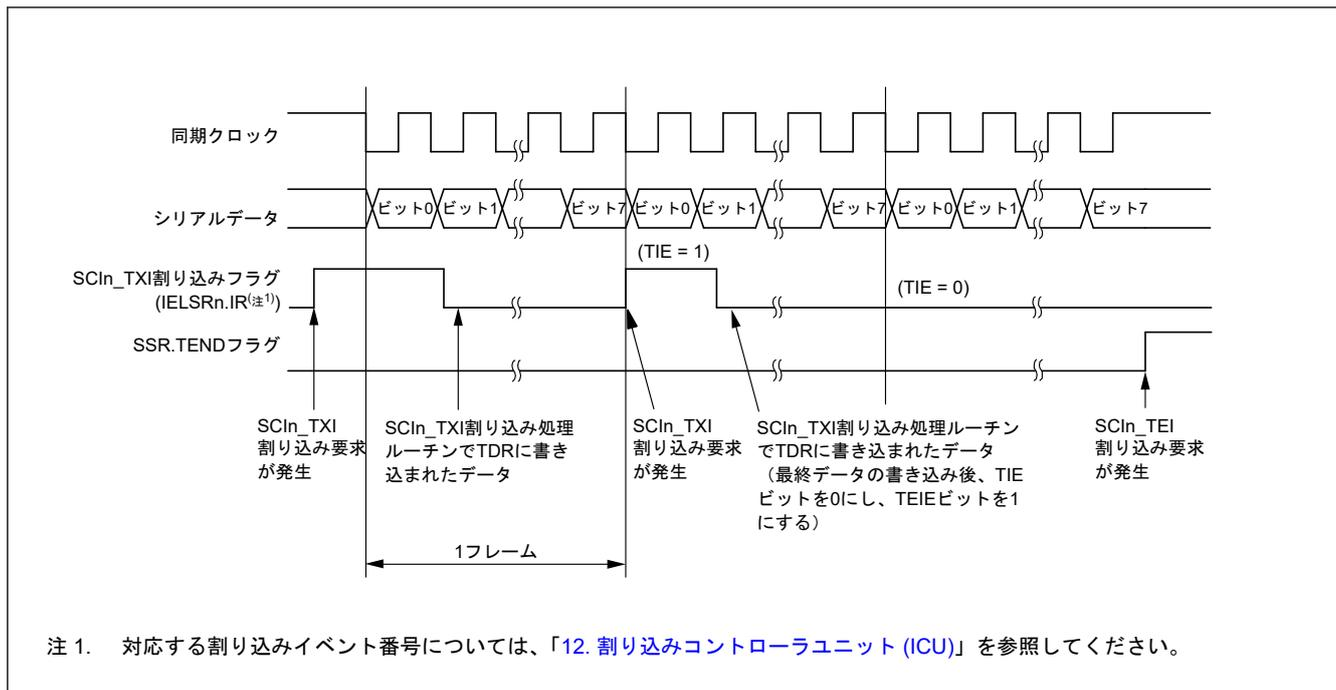 同期クロック
シリアルデータ
ビット0 ビット1 ビット7 ビット0 ビット1 ビット7 ビット0 ビット1 ビット7
(TIE = 1)
SCIn_TXI割り込みフラグ
(IELSRn.IR(注1))
(TIE = 0)
SSR.TENDフラグ
SCIn_TXI
割り込み要求
が発生
SCIn_TXI割り込み処理
ルーチンでTDRに書き
込まれたデータ
SCIn_TXI
割り込み要求
が発生
SCIn_TXI割り込み処理ルーチン
でTDRに書き込まれたデータ
（最終データの書き込み後、TIE
ビットを0にし、TEIEビットを1
にする）
SCIn_TEI
割り込み要求
が発生
1フレーム
注 1. 対応する割り込みイベント番号については、「12. 割り込みコントローラユニット (ICU)」を参照してください。